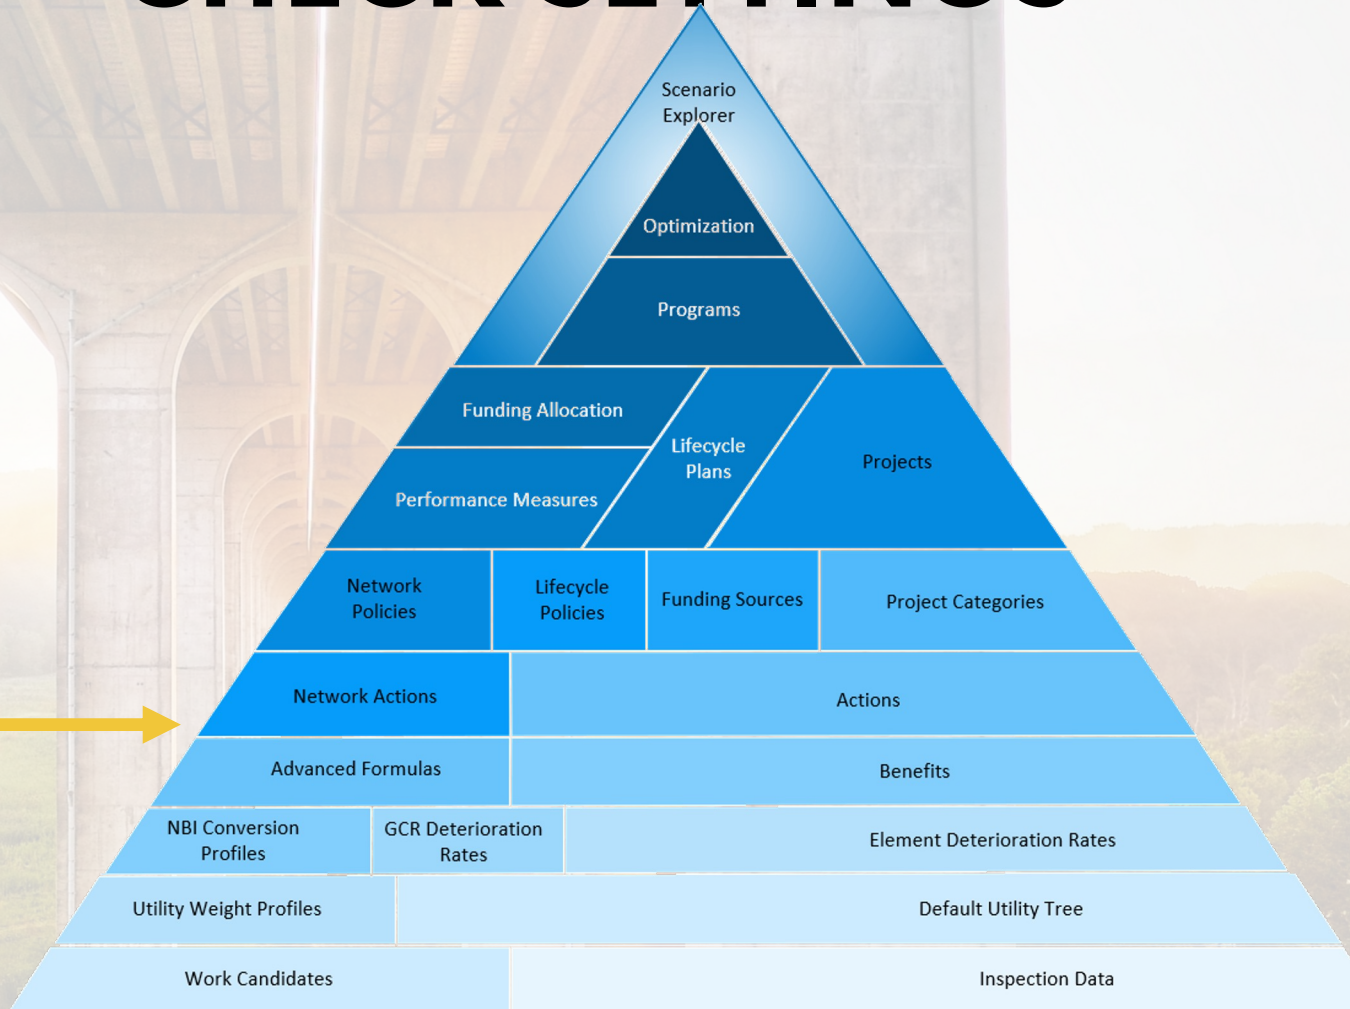 CHECK SETTINGS
Scenario
Explorer
Optimization
Programs
Funding Allocation
Lifecycle
Plans
Projects
Performance Measures
Network
Policies
Lifecycle
Policies
Funding Sources
Project Categories
Network Actions
Actions
Advanced Formulas
Benefits
NBI Conversion
Profiles
GCR Deterioration
Rates
Element Deterioration Rates
Utility Weight Profiles
Default Utility Tree
Work Candidates
Inspection Data